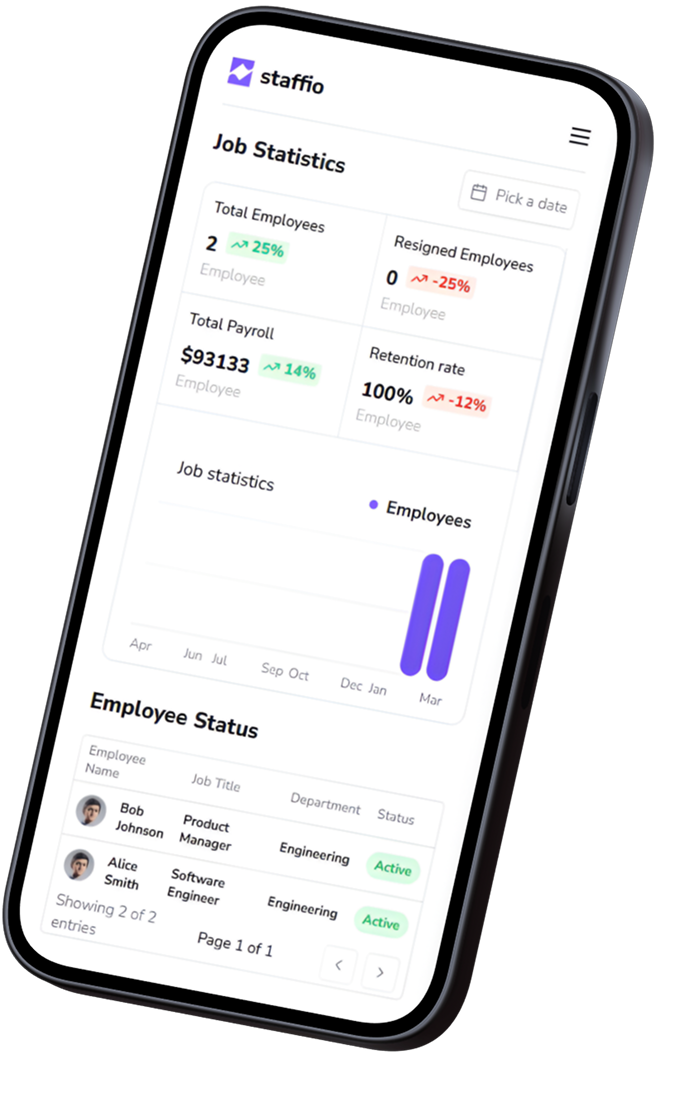 staffio
Job Statistics
Pick a date
Total Employees
2 25%
Employee
Resigned Employees
0 -25%
Employee
Total Payroll
$93133 14%
Employee
Retention rate
100% -12%
Employee
Job statistics
Employees
Apr Jun Jul Sep Oct Dec Jan Mar
Employee Status
Employee
Name
Job Title
Department
Status
Bob
Johnson
Product
Manager
Engineering
Active
Alice
Smith
Software
Engineer
Engineering
Active
Showing 2 of 2
entries
Page 1 of 1